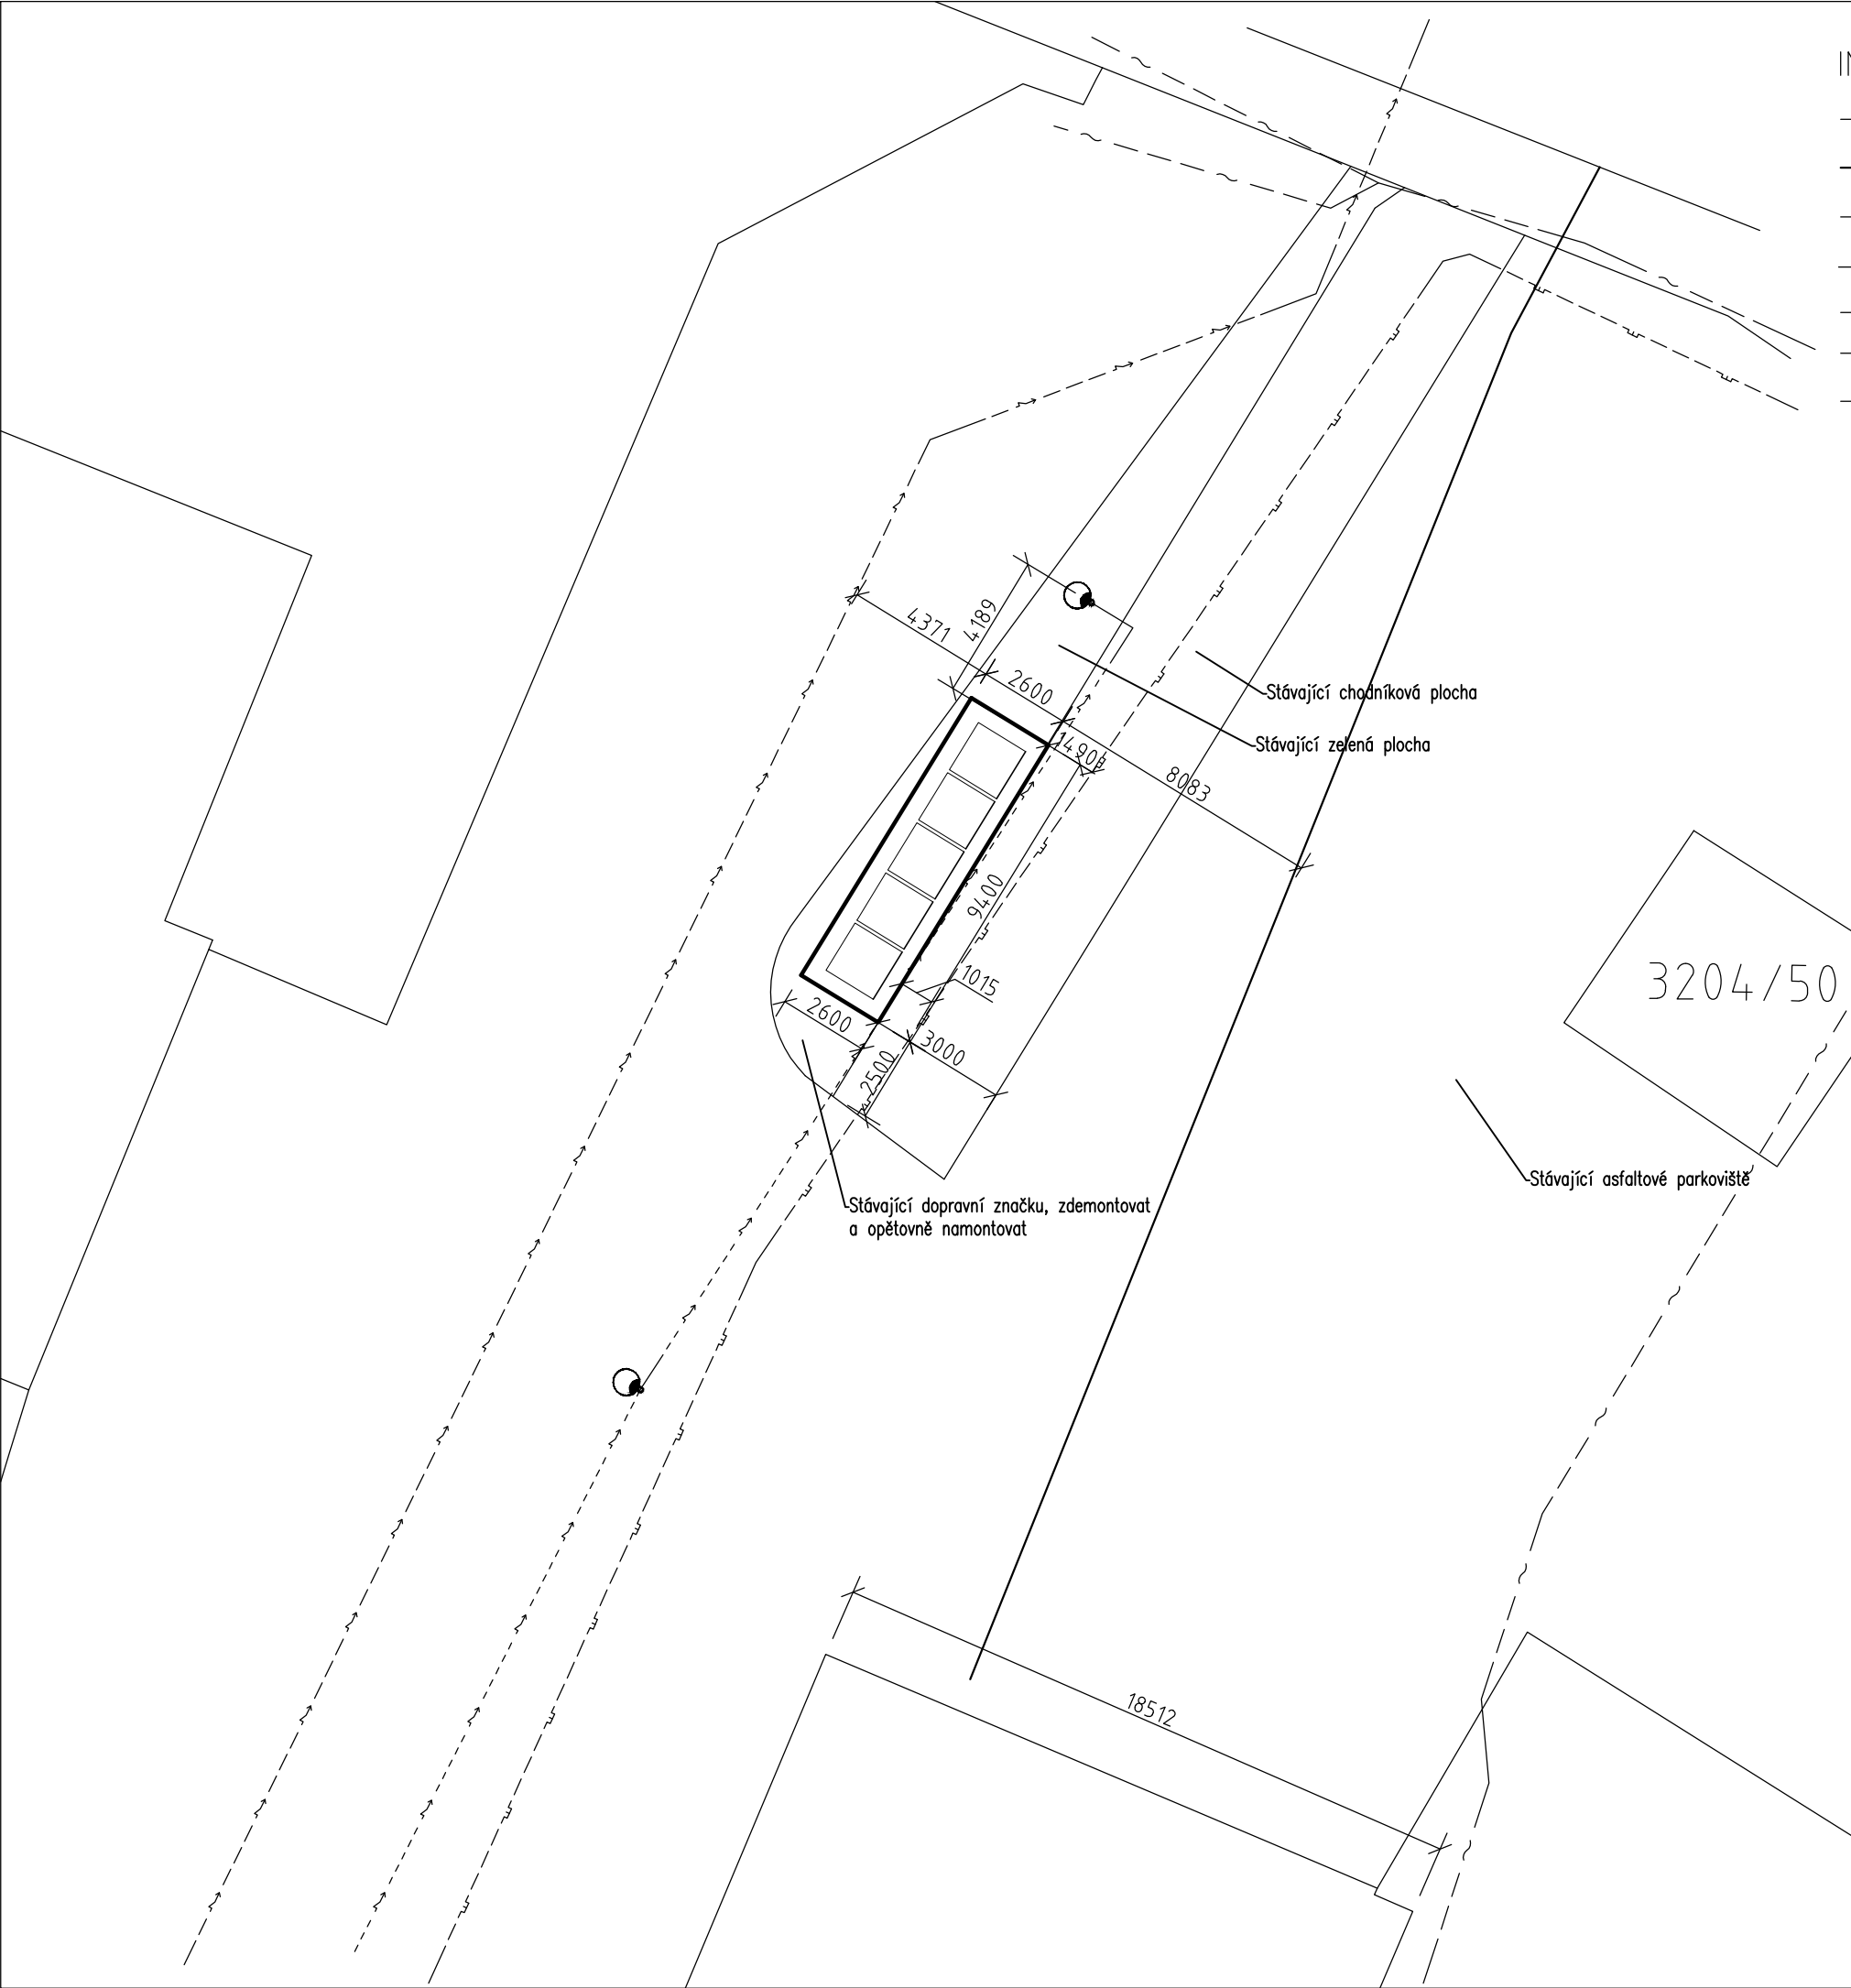 4371
4189
2600
Stávající chodníková plocha
Stávající zelená plocha
8083
9400
1015
3204/50
2600
3000
2500
Stávající asfaltové parkoviště
Stávající dopravní značku, zdemontovat
a opětovně namontovat
18512